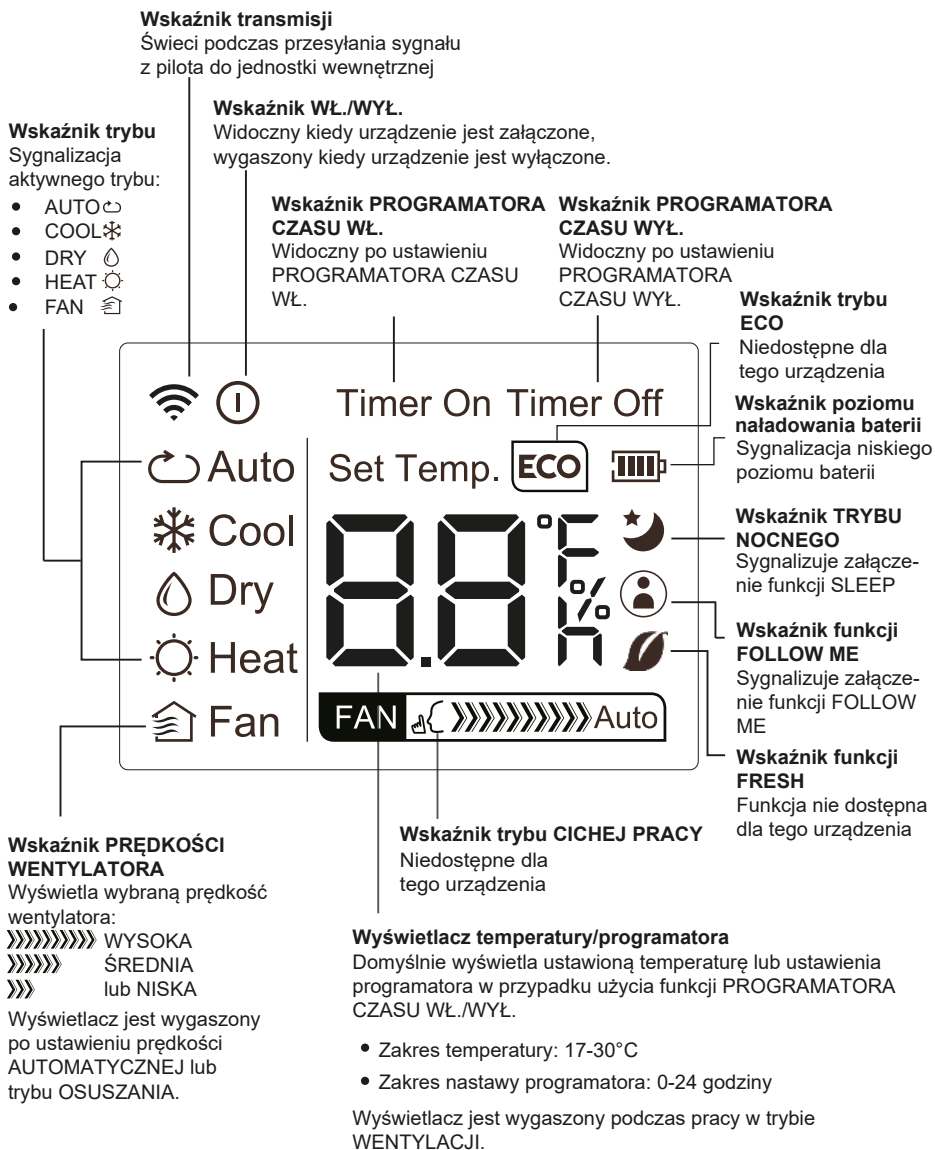 Wskaźnik transmisji
Świeci podczas przesyłania sygnału
z pilota do jednostki wewnętrznej
Wskaźnik WŁ./WYŁ.
Widoczny kiedy urządzenie jest załączone,
wygaszony kiedy urządzenie jest wyłączone.
Wskaźnik trybu
Sygnalizacja
aktywnego trybu:
• AUTO
• COOL
• DRY
• HEAT
• FAN
Wskaźnik PROGRAMATORA
CZASU WŁ.
Widoczny po ustawieniu
PROGRAMATORA CZASU
WŁ.
Wskaźnik PROGRAMATORA
CZASU WYŁ.
Widoczny po ustawieniu
PROGRAMATORA
CZASU WYŁ.
Wskaźnik trybu
ECO
Niedostępne dla
tego urządzenia
Wskaźnik poziomu
naładowania baterii
Sygnalizacja niskiego
poziomu baterii
Wskaźnik TRYBU
NOCNEGO
Sygnalizuje załącze-
nie funkcji SLEEP
Wskaźnik funkcji
FOLLOW ME
Sygnalizuje załącze-
nie funkcji FOLLOW
ME
Wskaźnik funkcji
FRESH
Funkcja nie dostępna
dla tego urządzenia
Timer On Timer Off
Auto
Set Temp. ECO
Cool
Dry
Heat
Fan
8.8 °F
%
h
FAN Auto
Wskaźnik PRĘDKOŚCI
WENTYLATORA
Wyświetla wybraną prędkość
wentylatora:
WYSOKA
ŚREDNIA
lub NISKA
Wyświetlacz jest wygaszony
po ustawieniu prędkości
AUTOMATYCZNEJ lub
trybu OSUSZANIA.
Wskaźnik trybu CICHEJ PRACY
Niedostępne dla
tego urządzenia
Wyświetlacz temperatury/programatora
Domyślnie wyświetla ustawioną temperaturę lub ustawienia
programatora w przypadku użycia funkcji PROGRAMATORA
CZASU WŁ./WYŁ.
• Zakres temperatury: 17-30°C
• Zakres nastawy programatora: 0-24 godziny
Wyświetlacz jest wygaszony podczas pracy w trybie
WENTYLACJI.